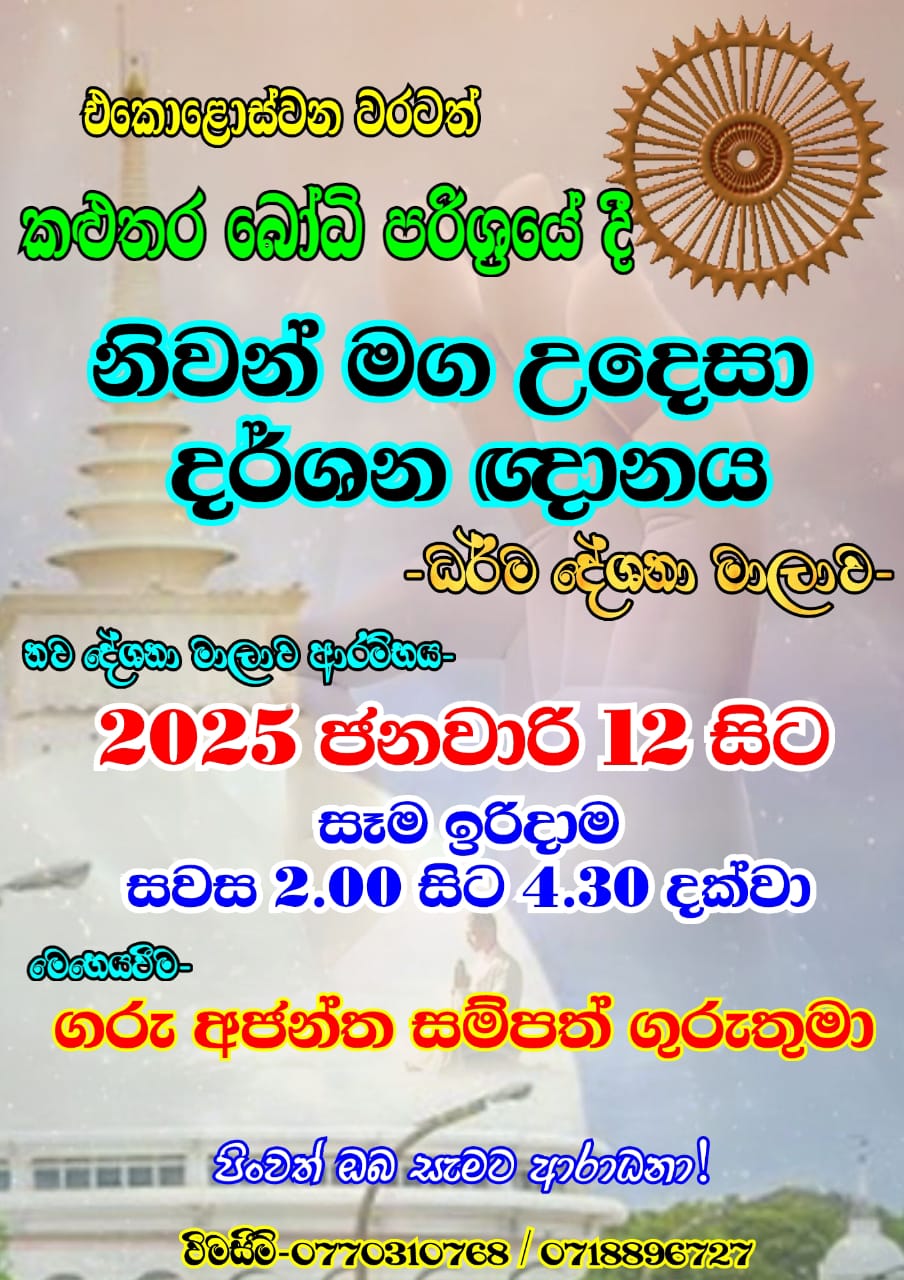 එකොළොස්වන වරටත්
කළුතර බෝධි පරිශ්‍රයේ දී
නිවන් මග උදෙසා
දර්ශන ඥානය
-ධර්ම දේශනා මාලාව-
නව දේශනා මාලාව ආරම්භය-
2025 ජනවාරි 12 සිට
සෑම ඉරිදාම
සවස 2.00 සිට 4.30 දක්වා
මෙහෙයවීම-
ගරු අජන්ත සම්පත් ගුරුතුමා
පිංවත් ඔබ සැමට ආරාධනා!
විමසීම්-0770310768 / 0718896727